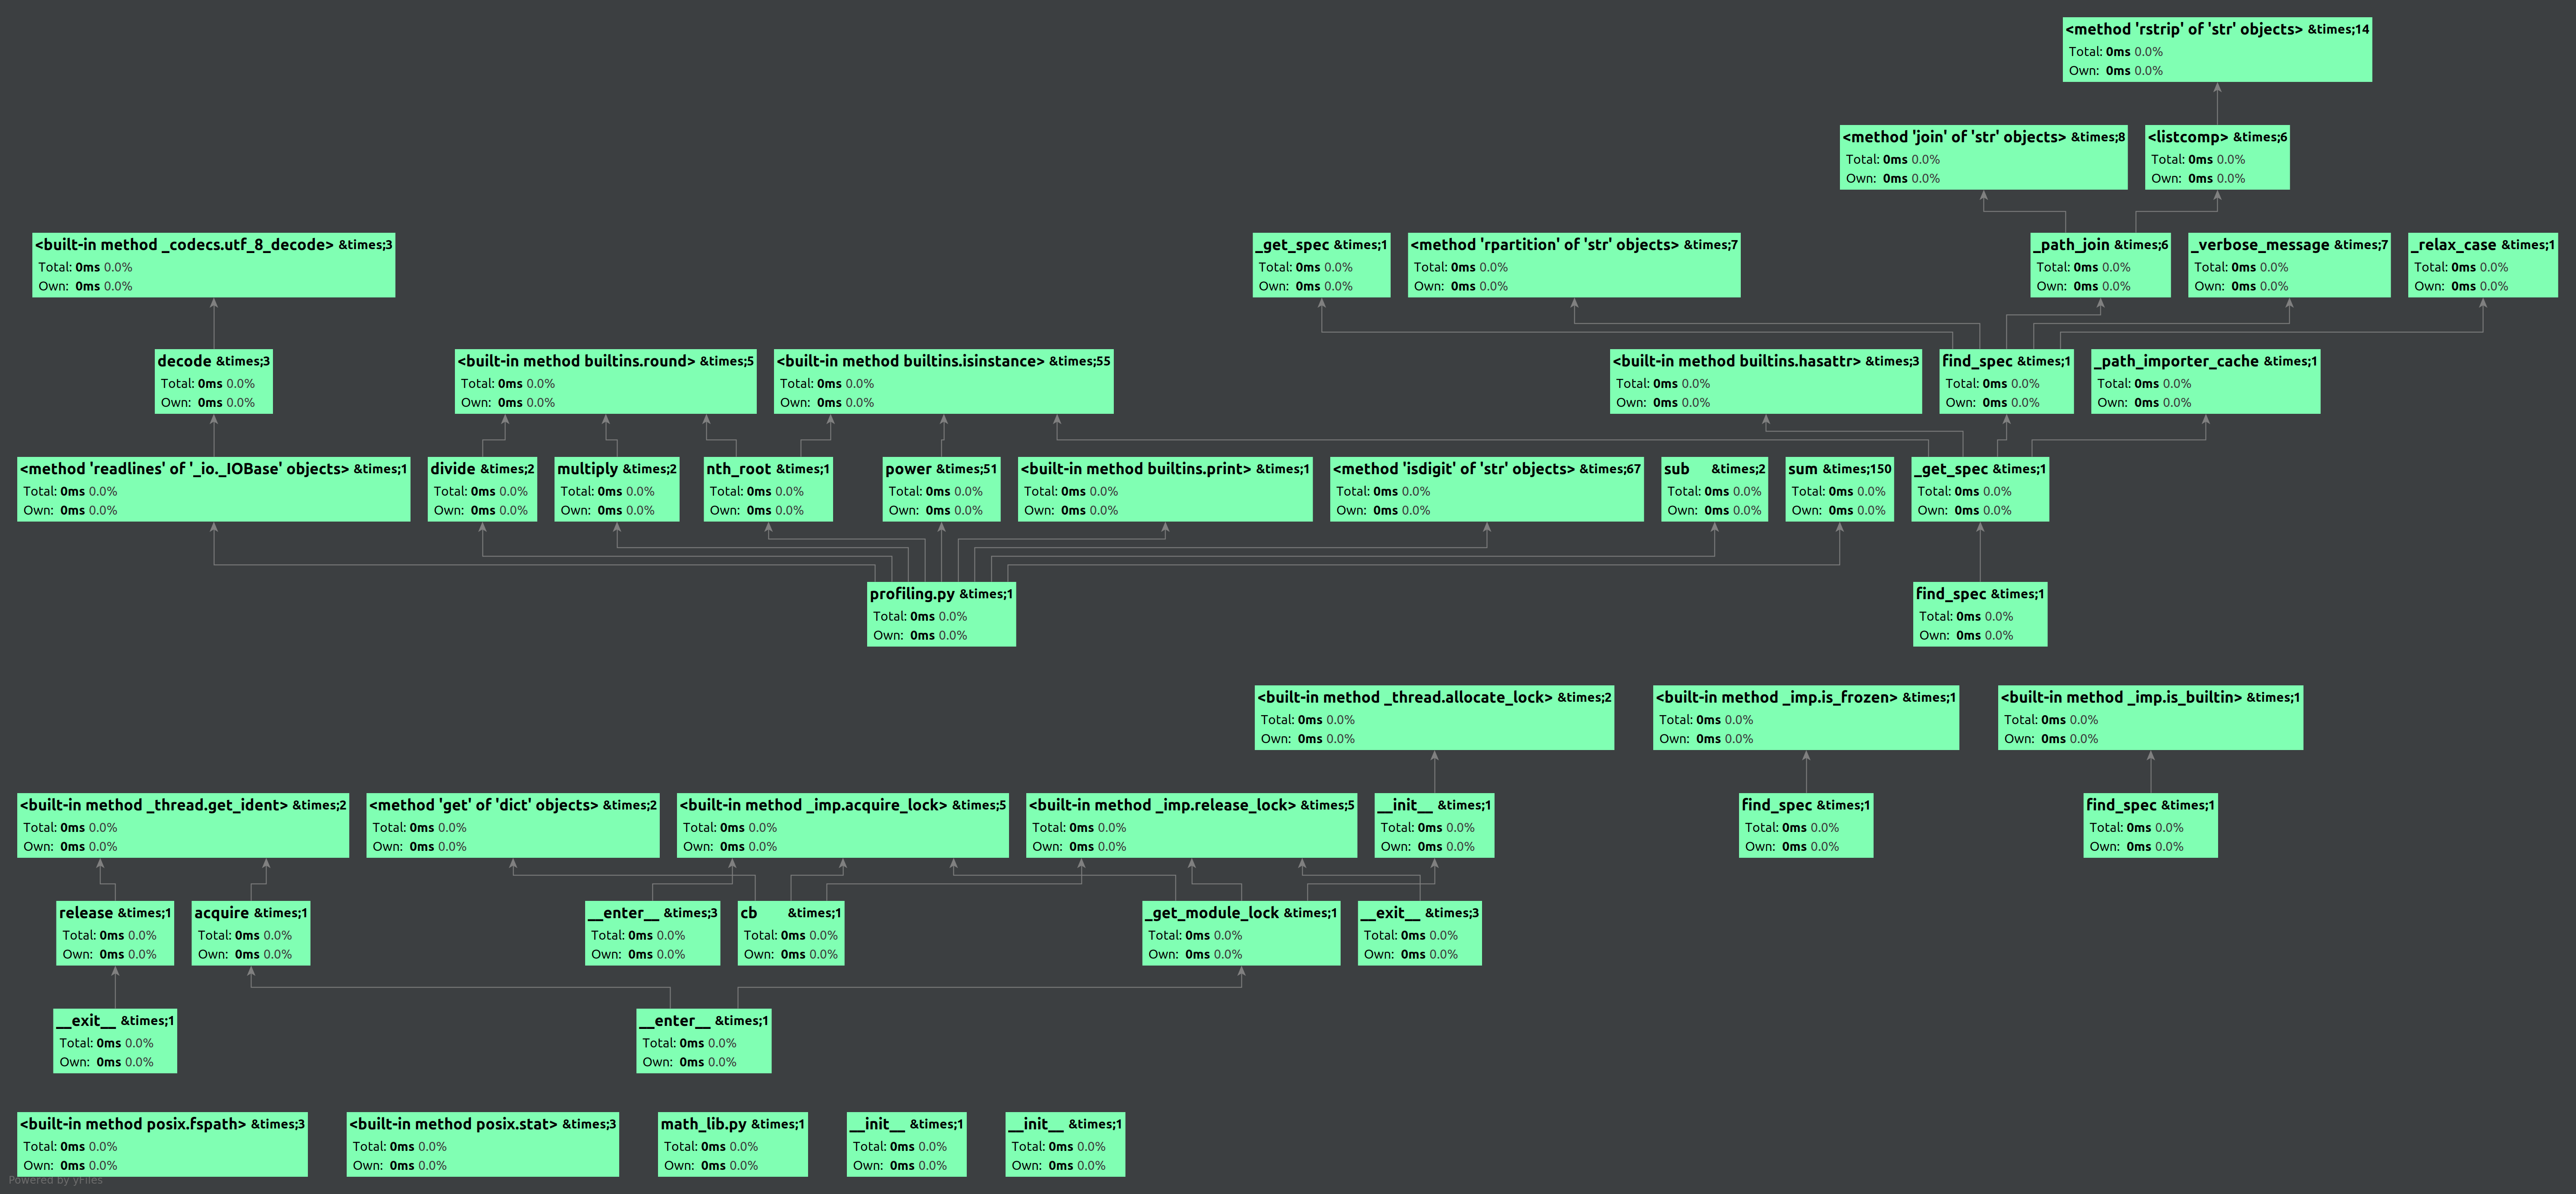 <method 'rstrip' of 'str' objects> &times;14
Total: 0ms 0.0%
Own: 0ms 0.0%
<method 'join' of 'str' objects> &times;8
Total: 0ms 0.0%
Own: 0ms 0.0%
<listcomp> &times;6
Total: 0ms 0.0%
Own: 0ms 0.0%
<built-in method _codecs.utf_8_decode> &times;3
Total: 0ms 0.0%
Own: 0ms 0.0%
_get_spec &times;1
Total: 0ms 0.0%
Own: 0ms 0.0%
<method 'rpartition' of 'str' objects> &times;7
Total: 0ms 0.0%
Own: 0ms 0.0%
_path_join &times;6
Total: 0ms 0.0%
Own: 0ms 0.0%
_verbose_message &times;7
Total: 0ms 0.0%
Own: 0ms 0.0%
_relax_case &times;1
Total: 0ms 0.0%
Own: 0ms 0.0%
decode &times;3
Total: 0ms 0.0%
Own: 0ms 0.0%
<built-in method builtins.round> &times;5
Total: 0ms 0.0%
Own: 0ms 0.0%
<built-in method builtins.isinstance> &times;55
Total: 0ms 0.0%
Own: 0ms 0.0%
<built-in method builtins.hasattr> &times;3
Total: 0ms 0.0%
Own: 0ms 0.0%
find_spec &times;1
Total: 0ms 0.0%
Own: 0ms 0.0%
_path_importer_cache &times;1
Total: 0ms 0.0%
Own: 0ms 0.0%
<method 'readlines' of '_io._IOBase' objects> &times;1
Total: 0ms 0.0%
Own: 0ms 0.0%
divide &times;2
Total: 0ms 0.0%
Own: 0ms 0.0%
multiply &times;2
Total: 0ms 0.0%
Own: 0ms 0.0%
nth_root &times;1
Total: 0ms 0.0%
Own: 0ms 0.0%
power &times;51
Total: 0ms 0.0%
Own: 0ms 0.0%
<built-in method builtins.print> &times;1
Total: 0ms 0.0%
Own: 0ms 0.0%
<method 'isdigit' of 'str' objects> &times;67
Total: 0ms 0.0%
Own: 0ms 0.0%
sub &times;2
Total: 0ms 0.0%
Own: 0ms 0.0%
sum &times;150
Total: 0ms 0.0%
Own: 0ms 0.0%
_get_spec &times;1
Total: 0ms 0.0%
Own: 0ms 0.0%
profiling.py &times;1
Total: 0ms 0.0%
Own: 0ms 0.0%
find_spec &times;1
Total: 0ms 0.0%
Own: 0ms 0.0%
<built-in method _thread.allocate_lock> &times;2
Total: 0ms 0.0%
Own: 0ms 0.0%
<built-in method _imp.is_frozen> &times;1
Total: 0ms 0.0%
Own: 0ms 0.0%
<built-in method _imp.is_builtin> &times;1
Total: 0ms 0.0%
Own: 0ms 0.0%
<built-in method _thread.get_ident> &times;2
Total: 0ms 0.0%
Own: 0ms 0.0%
<method 'get' of 'dict' objects> &times;2
Total: 0ms 0.0%
Own: 0ms 0.0%
<built-in method _imp.acquire_lock> &times;5
Total: 0ms 0.0%
Own: 0ms 0.0%
<built-in method _imp.release_lock> &times;5
Total: 0ms 0.0%
Own: 0ms 0.0%
__init__ &times;1
Total: 0ms 0.0%
Own: 0ms 0.0%
find_spec &times;1
Total: 0ms 0.0%
Own: 0ms 0.0%
find_spec &times;1
Total: 0ms 0.0%
Own: 0ms 0.0%
release &times;1
Total: 0ms 0.0%
Own: 0ms 0.0%
acquire &times;1
Total: 0ms 0.0%
Own: 0ms 0.0%
__enter__ &times;3
Total: 0ms 0.0%
Own: 0ms 0.0%
cb &times;1
Total: 0ms 0.0%
Own: 0ms 0.0%
_get_module_lock &times;1
Total: 0ms 0.0%
Own: 0ms 0.0%
__exit__ &times;3
Total: 0ms 0.0%
Own: 0ms 0.0%
__exit__ &times;1
Total: 0ms 0.0%
Own: 0ms 0.0%
__enter__ &times;1
Total: 0ms 0.0%
Own: 0ms 0.0%
<built-in method posix.fspath> &times;3
Total: 0ms 0.0%
Own: 0ms 0.0%
<built-in method posix.stat> &times;3
Total: 0ms 0.0%
Own: 0ms 0.0%
math_lib.py &times;1
Total: 0ms 0.0%
Own: 0ms 0.0%
__init__ &times;1
Total: 0ms 0.0%
Own: 0ms 0.0%
__init__ &times;1
Total: 0ms 0.0%
Own: 0ms 0.0%
Powered by yFiles